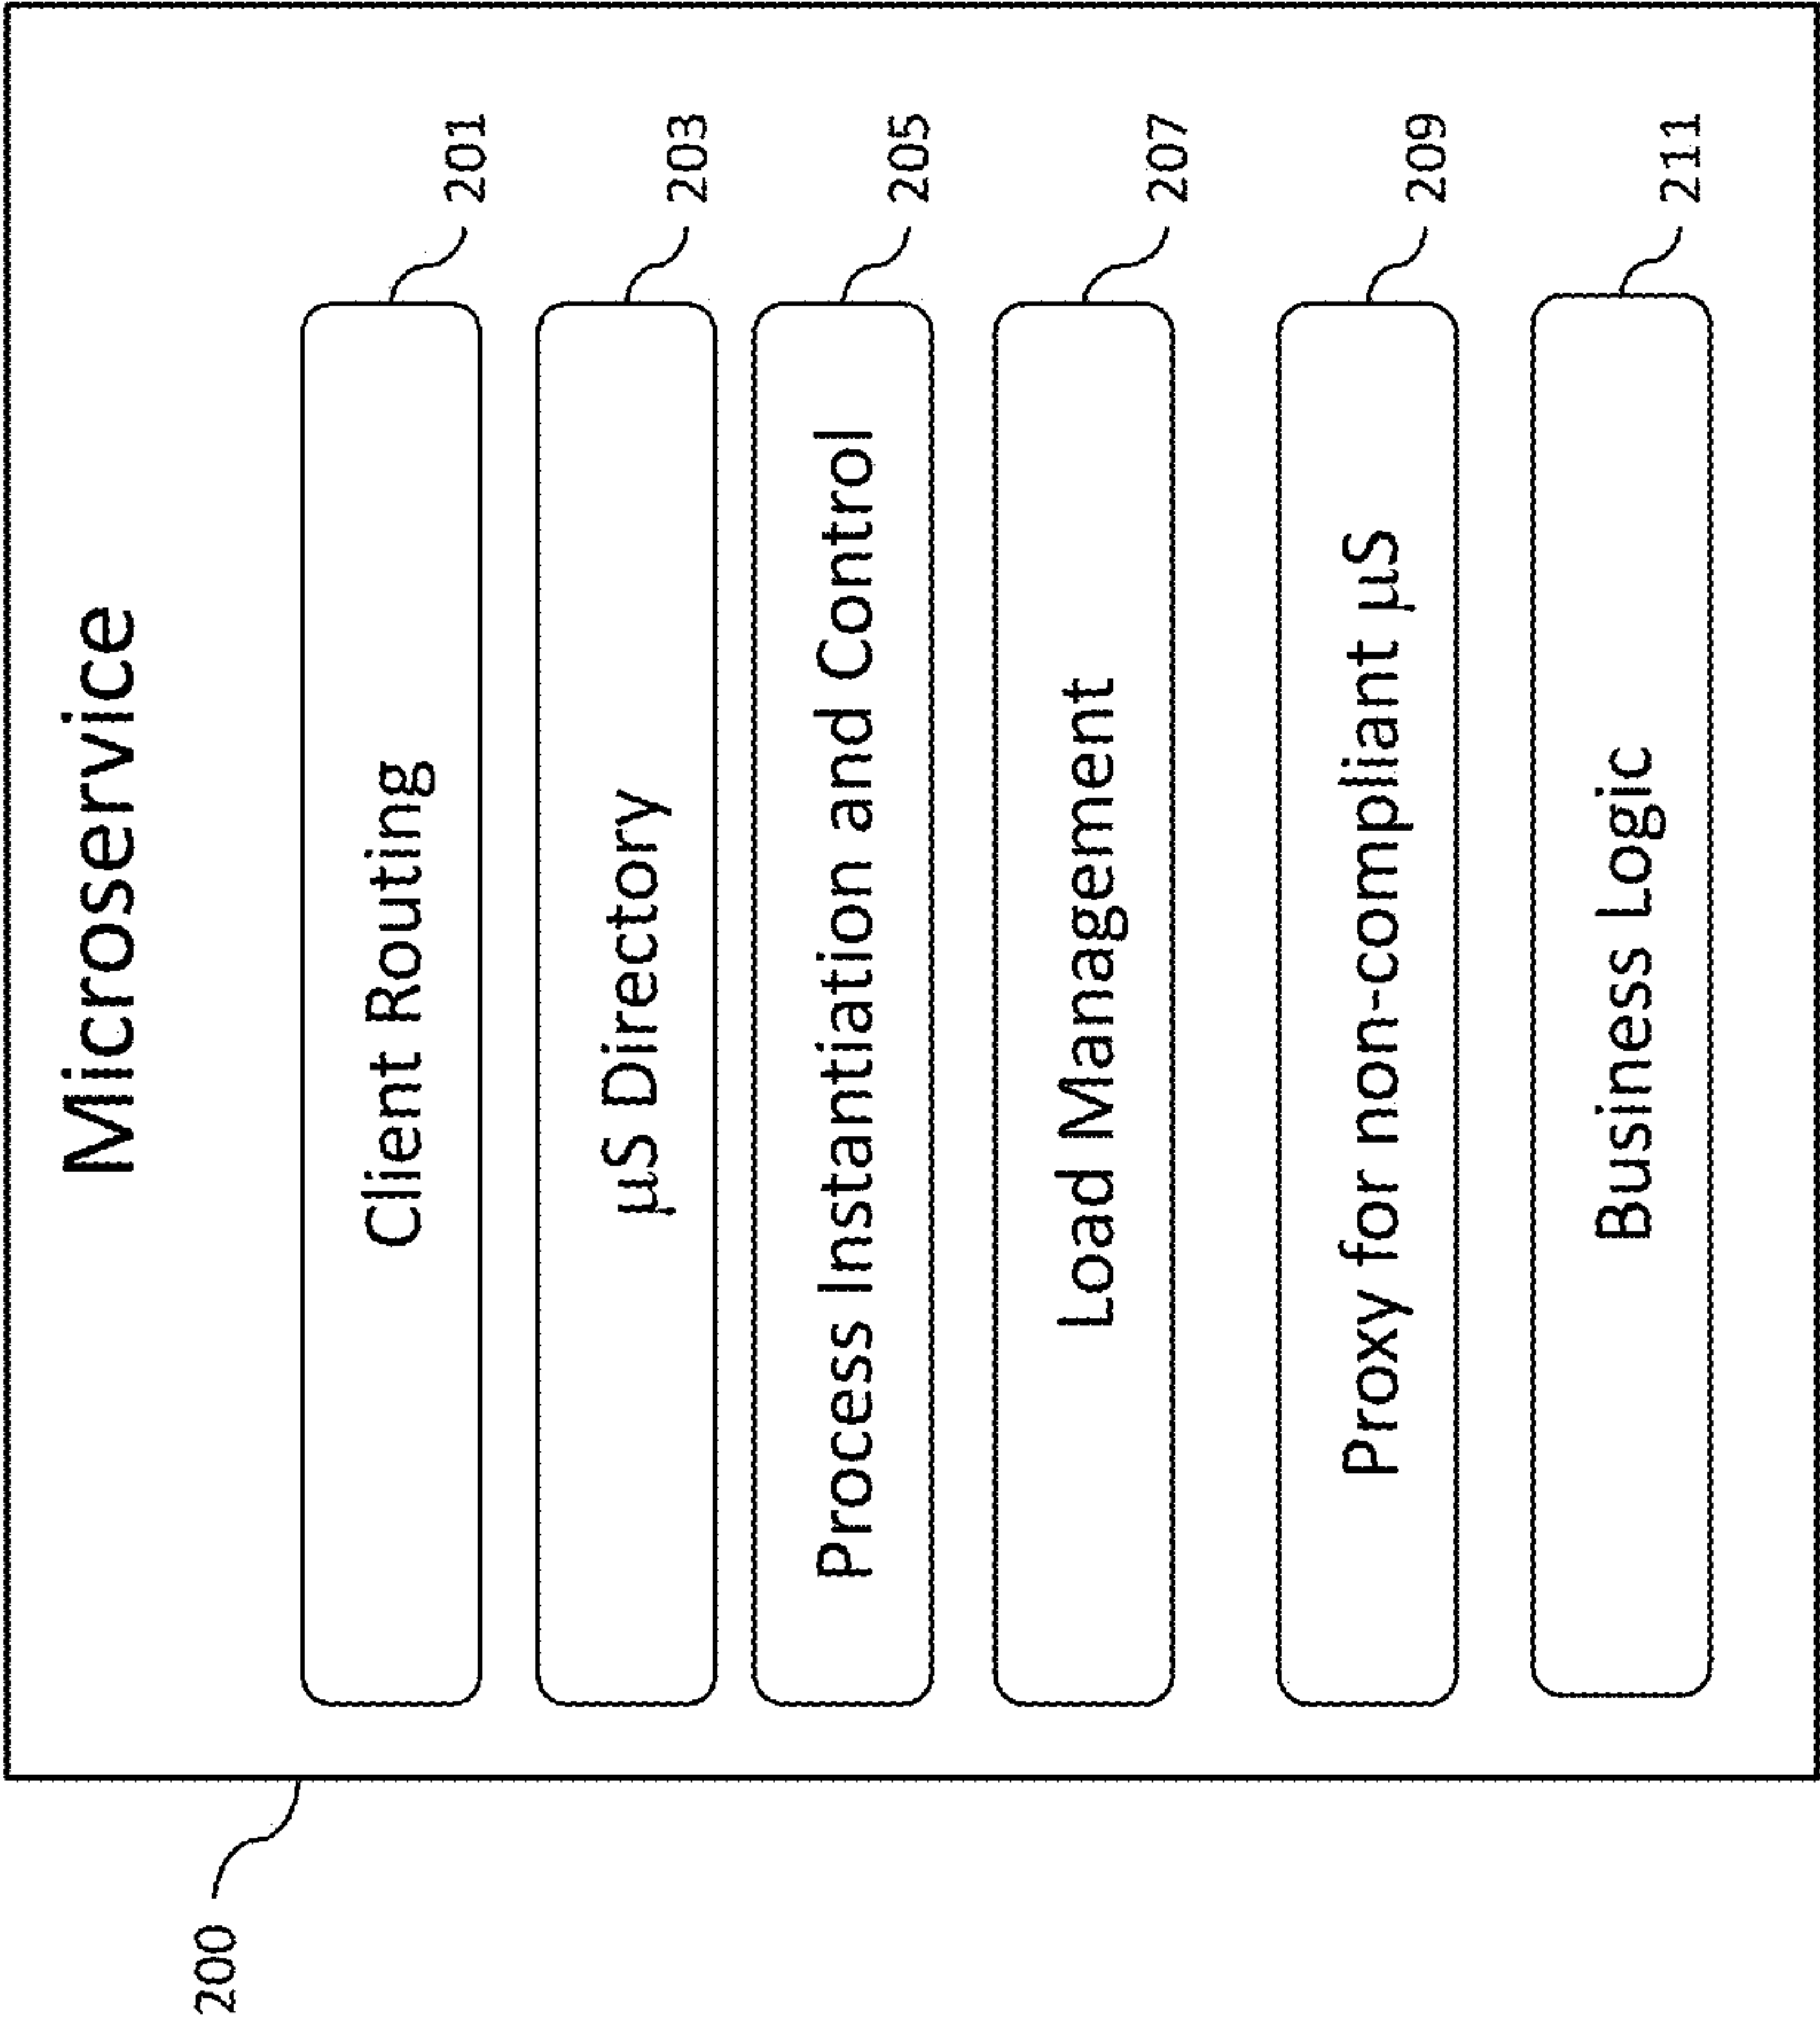 Microservice
200
Client Routing
201
µS Directory
203
Process Instantiation and Control
205
Load Management
207
Proxy for non-compliant µS
209
Business Logic
211